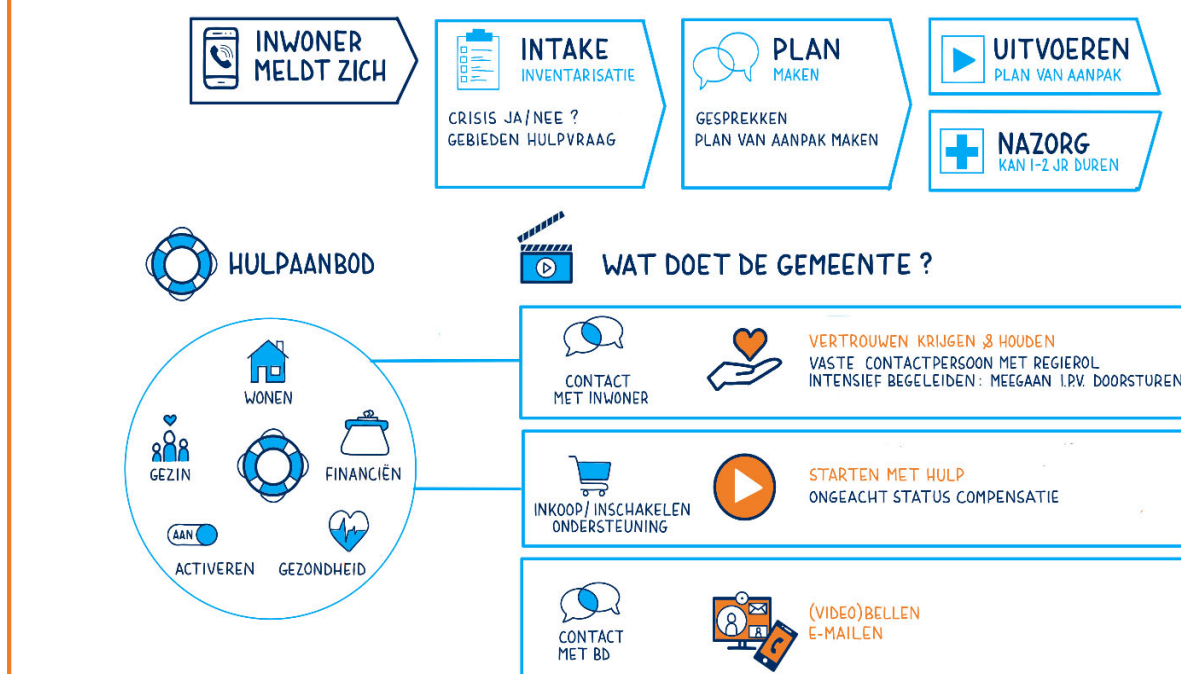 INWONER
MELDT ZICH
INTAKE
INVENTARISATIE
CRISIS JA/NEE ?
GEBIEDEN HULPVRAAG
PLAN
MAKEN
GESPREKKEN
PLAN VAN AANPAK MAKEN
UITVOEREN
PLAN VAN AANPAK
NAZORG
KAN 1-2 JR DUREN
HULPAANBOD
WONEN
GEZIN
FINANCIËN
AAN
ACTIVEREN
GEZONDHEID
WAT DOET DE GEMEENTE ?
CONTACT
MET INWONER
VERTROUWEN KRIJGEN & HOUDEN
VASTE CONTACTPERSOON MET REGIEROL
INTENSIEF BEGELEIDEN: MEEGAAN I.P.V. DOORSTUREN
INKOOP/INSCHAKELEN
ONDERSTEUNING
STARTEN MET HULP
ONGEACHT STATUS COMPENSATIE
CONTACT
MET BD
(VIDEO)BELLEN
E-MAILEN